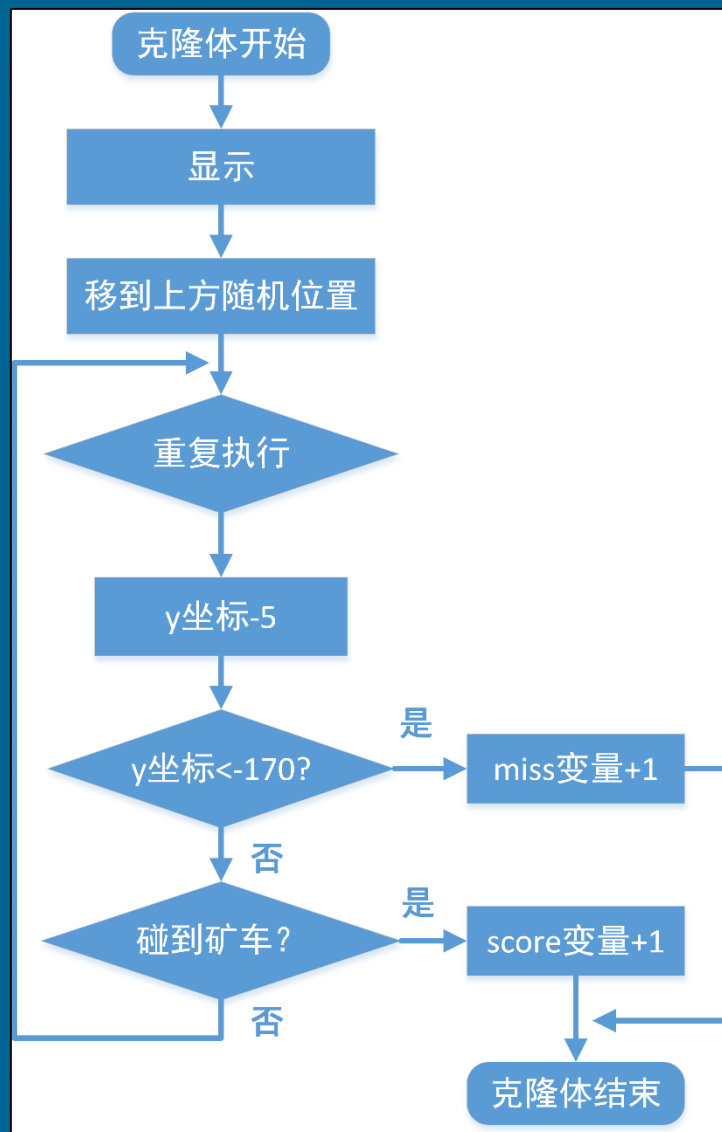 克隆体开始
显示
移到上方随机位置
重复执行
y坐标-5
y坐标<-170?
是
miss变量+1
否
碰到矿车?
是
score变量+1
否
克隆体结束